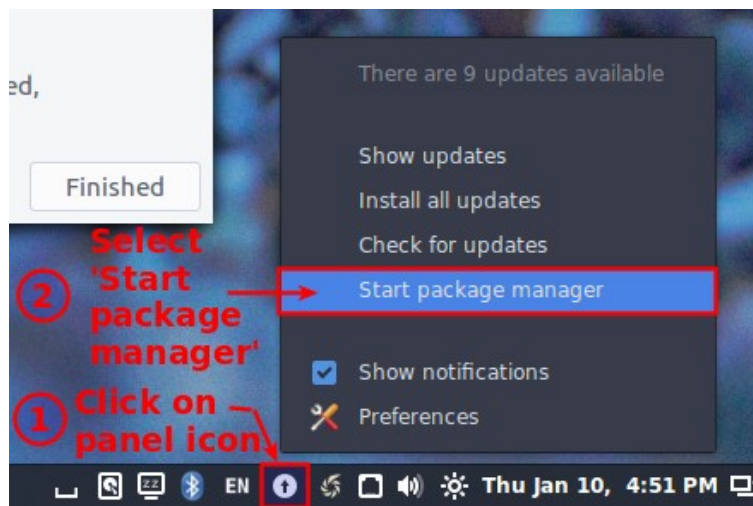 ed,
Finished
There are 9 updates available
Show updates
Install all updates
Check for updates
Start package manager
Show notifications
Preferences
2
Select
'Start
package
manager'
1
Click on
panel icon
zz
EN
Thu Jan 10, 4:51 PM